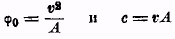 φ₀ = v²/A и c = vA